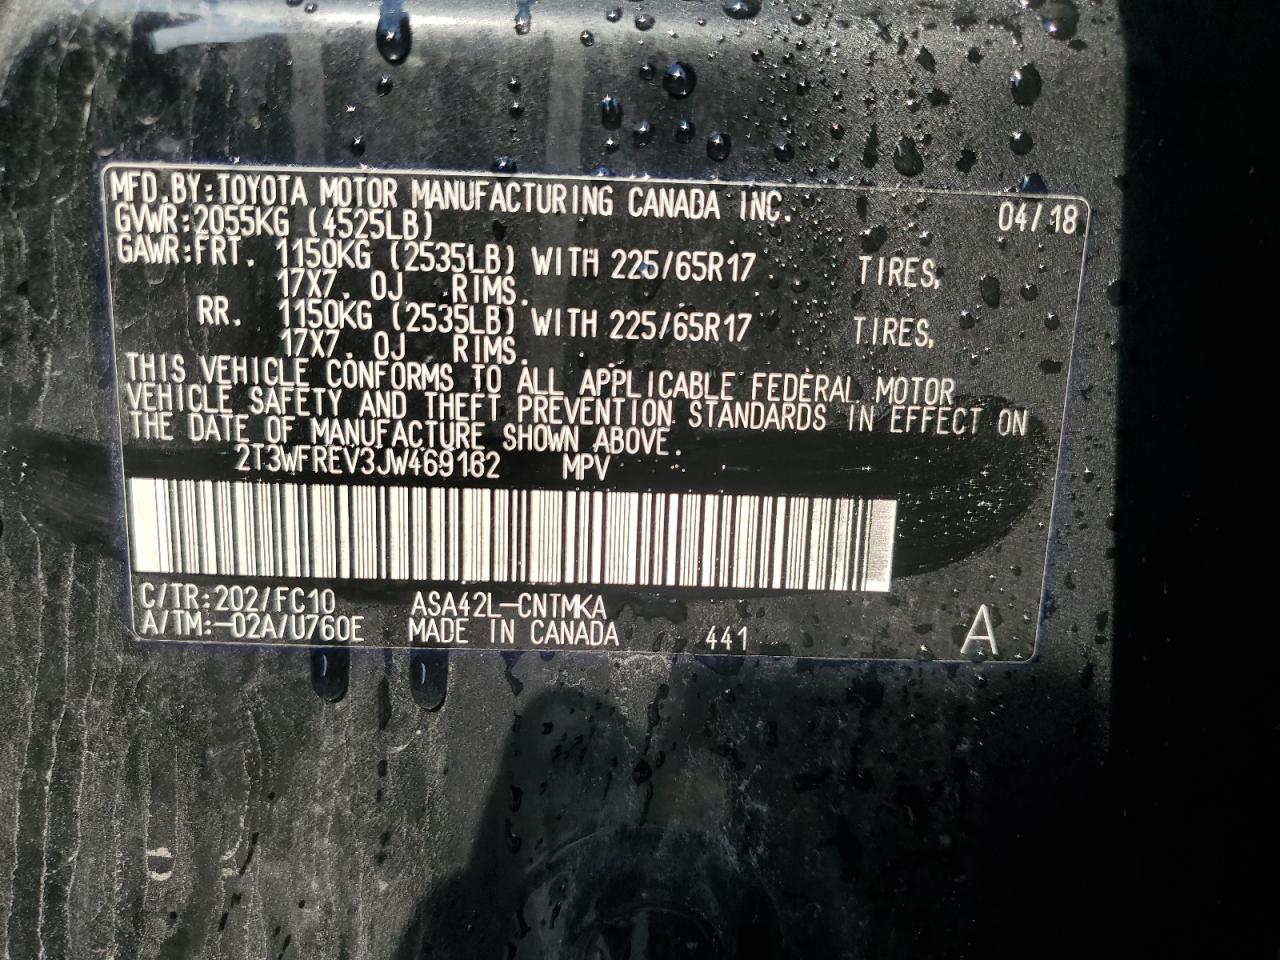 MFD.BY:TOYOTA MOTOR MANUFACTURING CANADA INC. 04/18
GVWR:2055KG (4525LB)
GAWR:FRT. 1150KG (2535LB) WITH 225/65R17 TIRES,
17X7.0J RIMS.
RR. 1150KG (2535LB) WITH 225/65R17 TIRES,
17X7.0J RIMS.
THIS VEHICLE CONFORMS TO ALL APPLICABLE FEDERAL MOTOR
VEHICLE SAFETY AND THEFT PREVENTION STANDARDS IN EFFECT ON
THE DATE OF MANUFACTURE SHOWN ABOVE.
2T3WFREV3JW469162 MPV
C/TR:202/FC10 ASA42L-CNTMKA
A/TM:-02A/U760E MADE IN CANADA 441 A